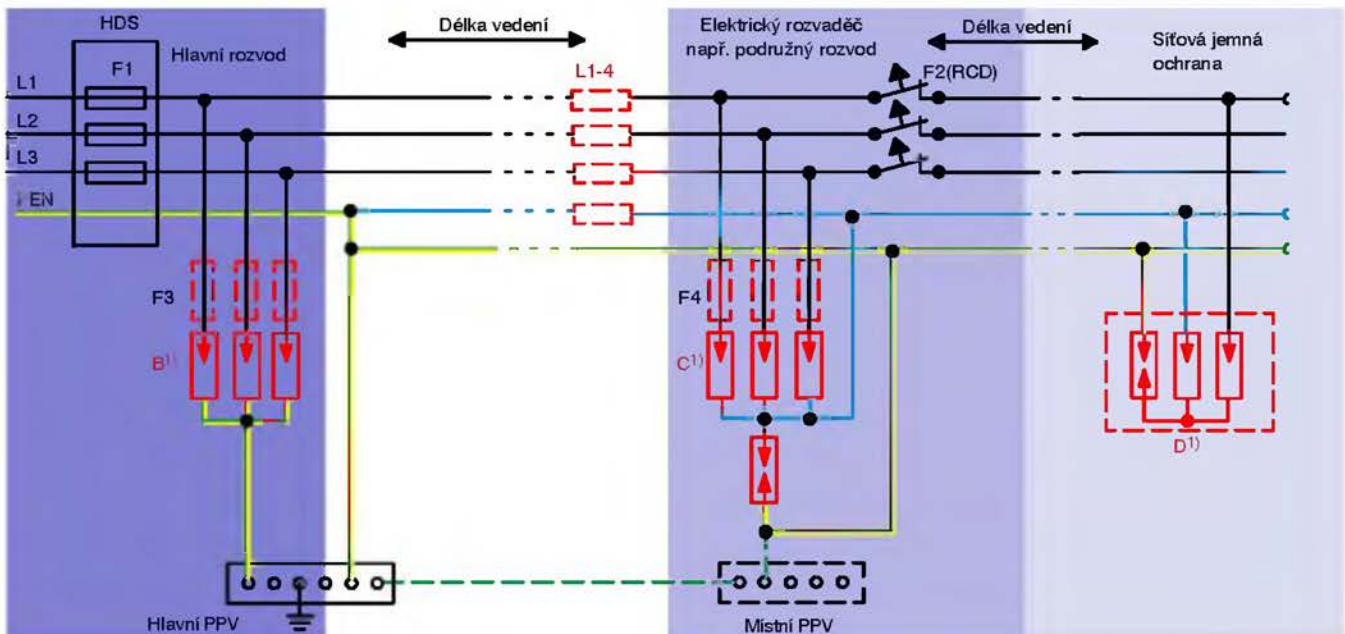 HDS
Hlavní rozvod
F1
L1
L2
L3
EN
F3
B1)
Hlavní PPV
Délka vedení
L1-4
Elektrický rozvaděč
např. podružný rozvod
F2(RCD)
F4
C1)
Místní PPV
Délka vedení
Síťová jemná
ochrana
D1)